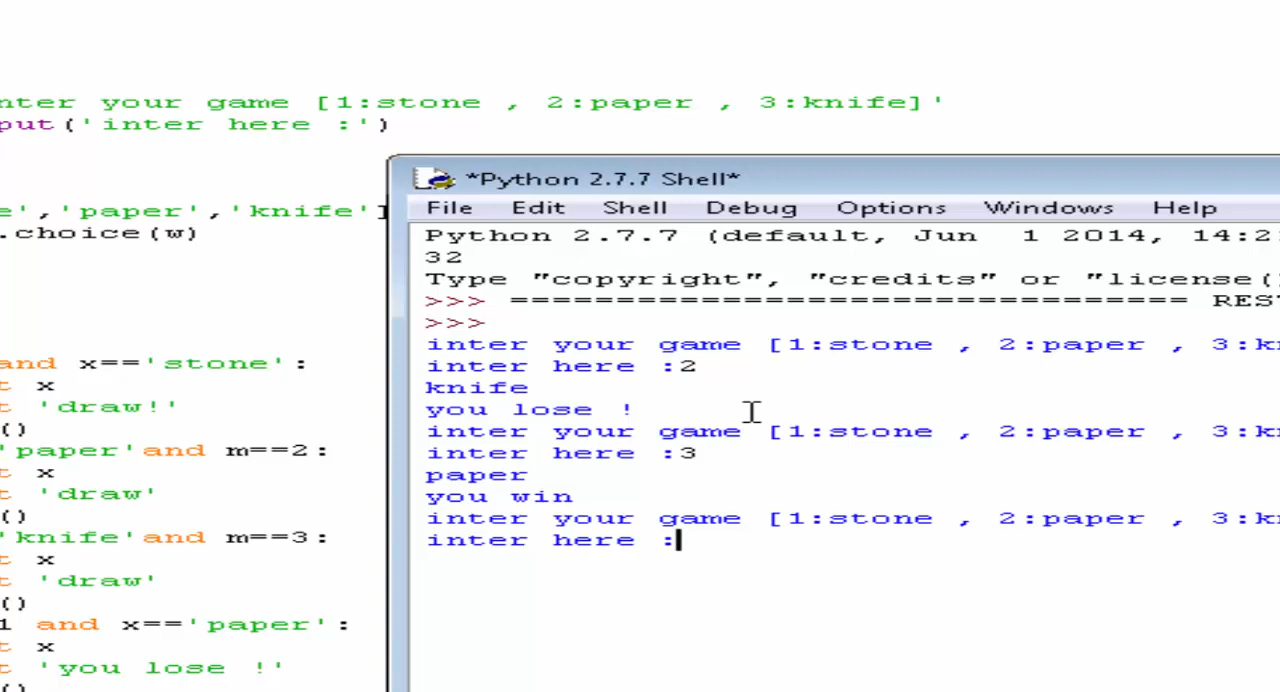 nter your game [1:stone , 2:paper , 3:knife]'
put('inter here :')
e','paper','knife']
.choice(w)
and x=='stone':
t x
t 'draw!'
()
'paper'and m==2:
t x
t 'draw'
()
'knife'and m==3:
t x
t 'draw'
()
1 and x=='paper':
t x
t 'you lose !'
()
*Python 2.7.7 Shell*
File Edit Shell Debug Options Windows Help
Python 2.7.7 (default, Jun 1 2014, 14:2
32
Type "copyright", "credits" or "license(
>>> ================================ RES
>>>
inter your game [1:stone , 2:paper , 3:k
inter here :2
knife
you lose !
inter your game [1:stone , 2:paper , 3:k
inter here :3
paper
you win
inter your game [1:stone , 2:paper , 3:k
inter here :